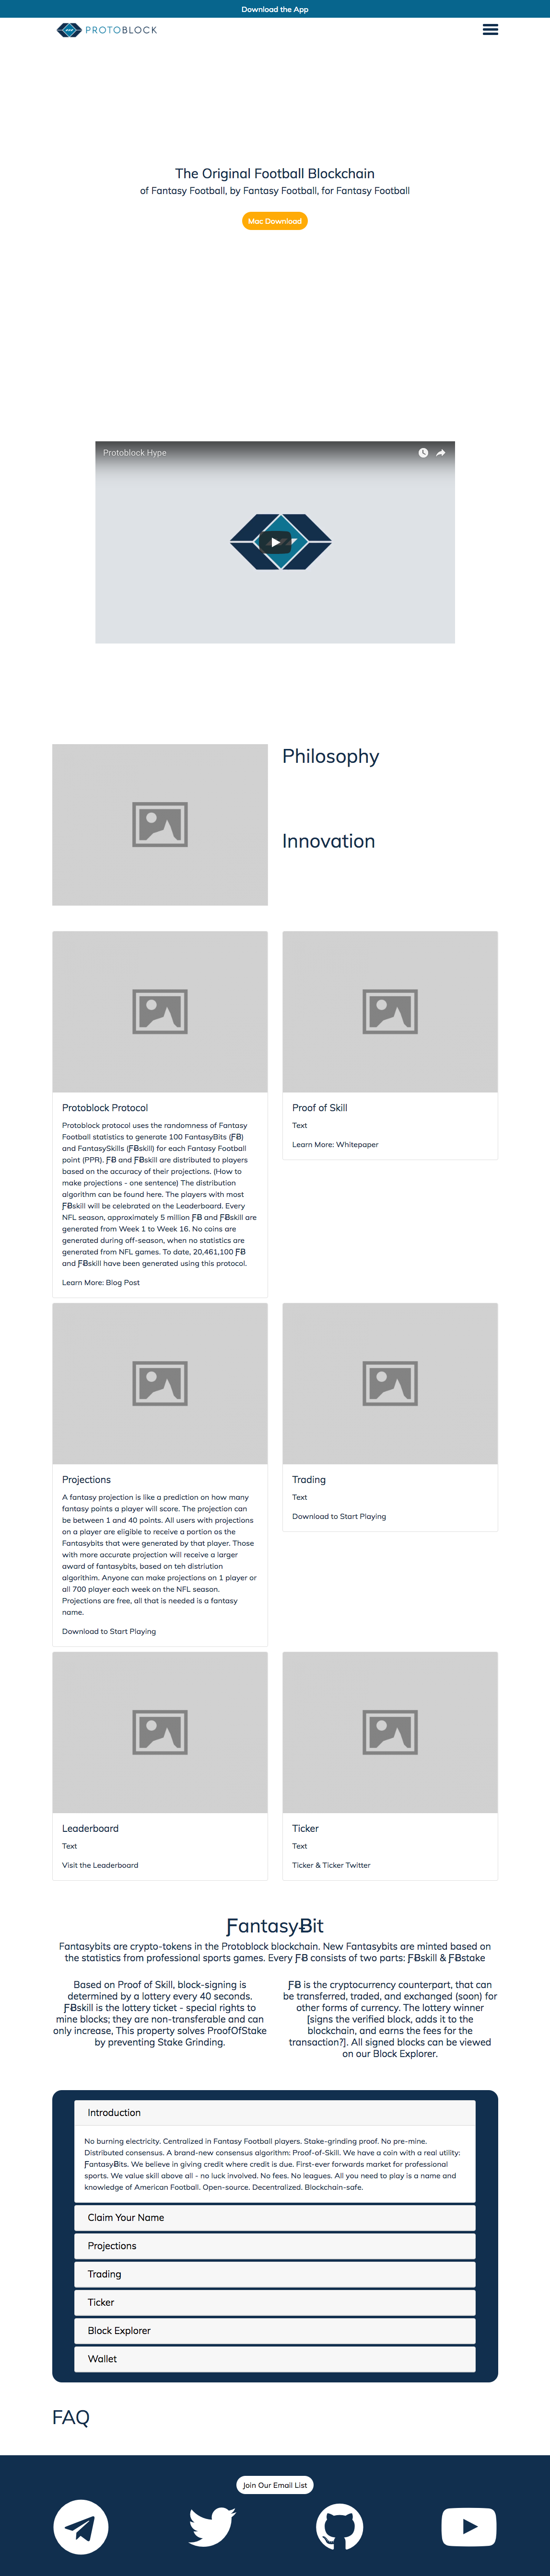 Download the App
PROTOBLOCK
The Original Football Blockchain
of Fantasy Football, by Fantasy Football, for Fantasy Football
Mac Download
Protoblock Hype
Philosophy
Innovation
Protoblock Protocol
Protoblock protocol uses the randomness of Fantasy
Football statistics to generate 100 FantasyBits (ƑɃ)
and FantasySkills (ƑɃskill) for each Fantasy Football
point (PPR). ƑɃ and ƑɃskill are distributed to players
based on the accuracy of their projections. (How to
make projections - one sentence) The distribution
algorithm can be found here. The players with most
ƑɃskill will be celebrated on the Leaderboard. Every
NFL season, approximately 5 million ƑɃ and ƑɃskill are
generated from Week 1 to Week 16. No coins are
generated during off-season, when no statistics are
generated from NFL games. To date, 20,461,100 ƑɃ
and ƑɃskill have been generated using this protocol.
Learn More: Blog Post
Proof of Skill
Text
Learn More: Whitepaper
Projections
A fantasy projection is like a prediction on how many
fantasy points a player will score. The projection can
be between 1 and 40 points. All users with projections
on a player are eligible to receive a portion os the
Fantasybits that were generated by that player. Those
with more accurate projection will receive a larger
award of fantasybits, based on teh distriution
algorithim. Anyone can make projections on 1 player or
all 700 player each week on the NFL season.
Projections are free, all that is needed is a fantasy
name.
Download to Start Playing
Trading
Text
Download to Start Playing
Leaderboard
Text
Visit the Leaderboard
Ticker
Text
Ticker & Ticker Twitter
ƑantasyɃit
Fantasybits are crypto-tokens in the Protoblock blockchain. New Fantasybits are minted based on
the statistics from professional sports games. Every ƑɃ consists of two parts: ƑɃskill & ƑɃstake
Based on Proof of Skill, block-signing is
determined by a lottery every 40 seconds.
ƑɃskill is the lottery ticket - special rights to
mine blocks; they are non-transferable and can
only increase, This property solves ProofOfStake
by preventing Stake Grinding.
ƑɃ is the cryptocurrency counterpart, that can
be transferred, traded, and exchanged (soon) for
other forms of currency. The lottery winner
[signs the verified block, adds it to the
blockchain, and earns the fees for the
transaction?]. All signed blocks can be viewed
on our Block Explorer.
Introduction
No burning electricity. Centralized in Fantasy Football players. Stake-grinding proof. No pre-mine.
Distributed consensus. A brand-new consensus algorithm: Proof-of-Skill. We have a coin with a real utility:
ƑantasyɃits. We believe in giving credit where credit is due. First-ever forwards market for professional
sports. We value skill above all - no luck involved. No fees. No leagues. All you need to play is a name and
knowledge of American Football. Open-source. Decentralized. Blockchain-safe.
Claim Your Name
Projections
Trading
Ticker
Block Explorer
Wallet
FAQ
Join Our Email List